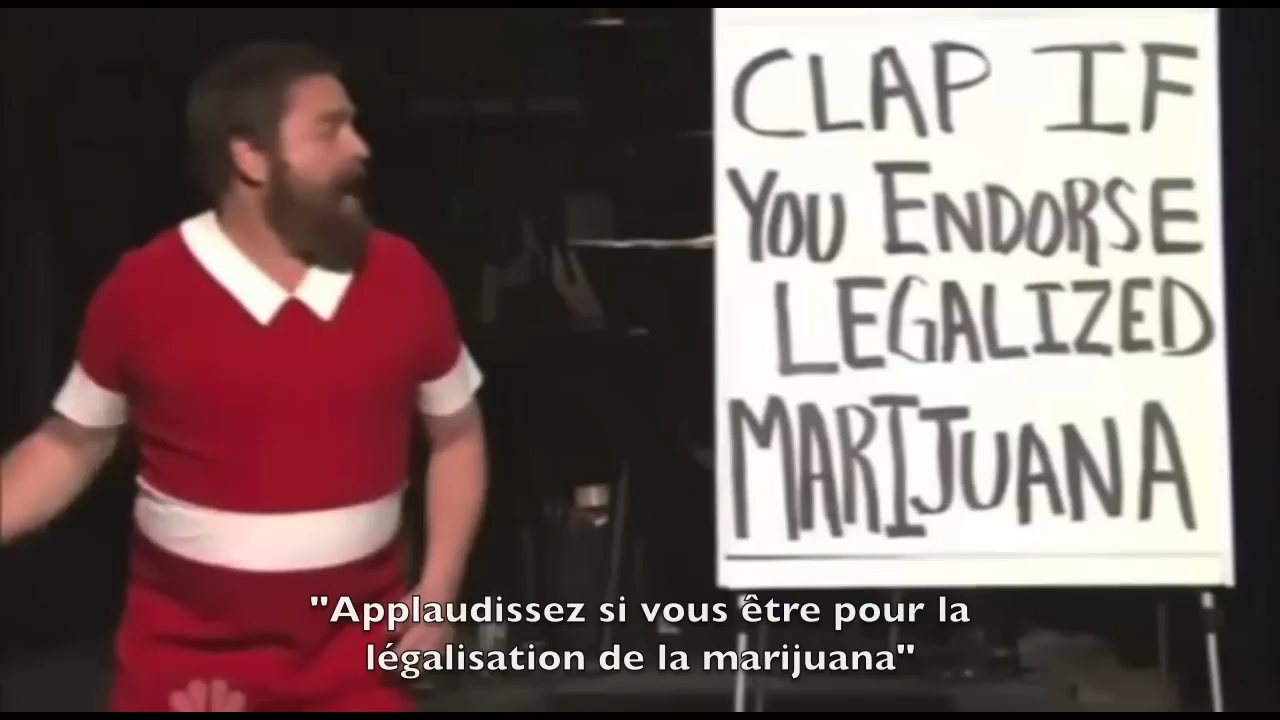 CLAP IF
YOU ENDORSE
LEGALIZED
MARIJUANA
"Applaudissez si vous être pour la
légalisation de la marijuana"